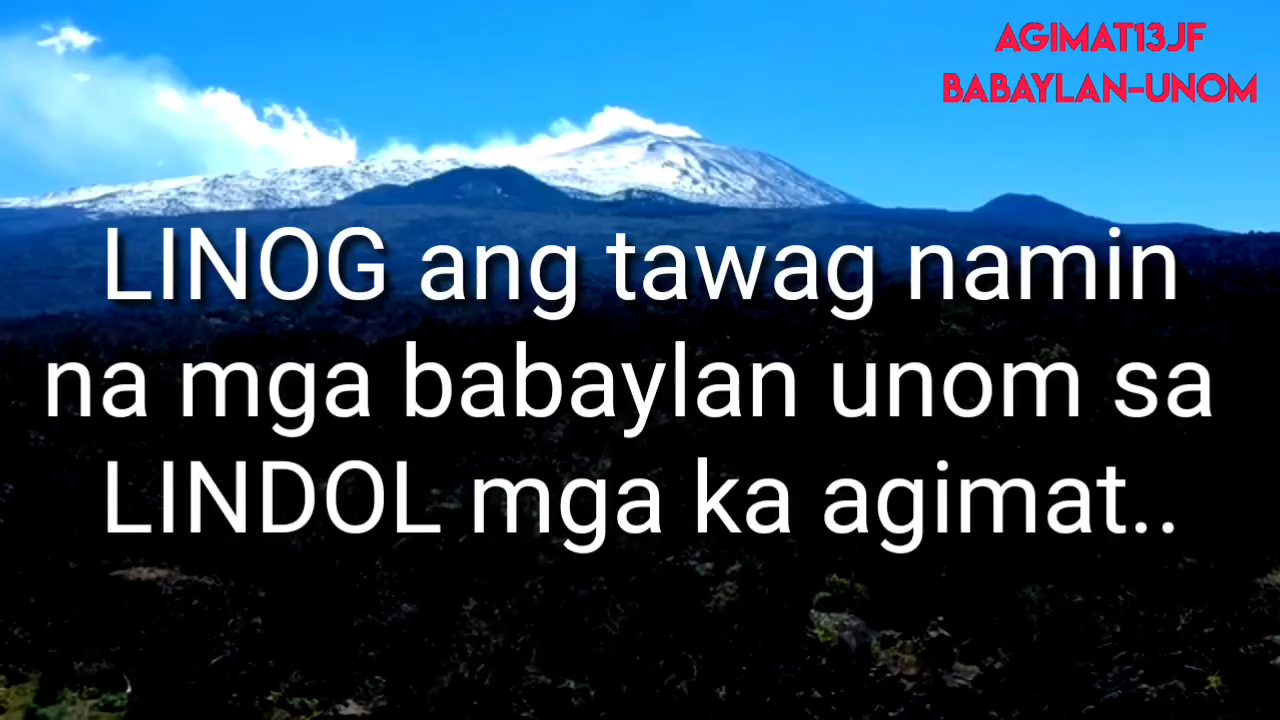 AGIMAT13JF
BABAYLAN-UNOM
LINOG ang tawag namin
na mga babaylan unom sa
LINDOL mga ka agimat..